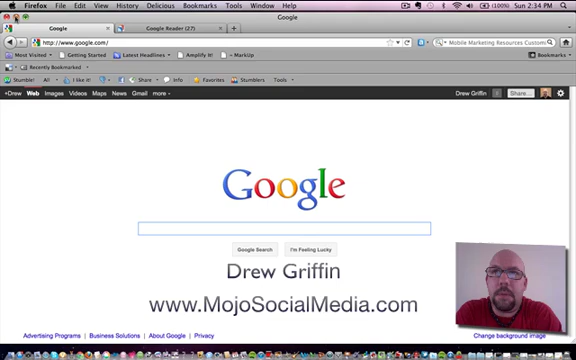 Firefox File Edit View History Delicious Bookmarks Tools Window Help Sun 2:34 PM
Google
Google Google Reader (27)
http://www.google.com/ Mobile Marketing Resources Custom
Most Visited Getting Started Latest Headlines Amplify It! MarkUp Bookmarks
Recently Bookmarked
Stumble! All I like it! Share Info Favorites Stumblers Tools
+Drew Web Images Videos Maps News Gmail more Drew Griffin Share...
Google
Google Search I'm Feeling Lucky
Drew Griffin
www.MojoSocialMedia.com
Advertising Programs Business Solutions About Google Privacy Change background image